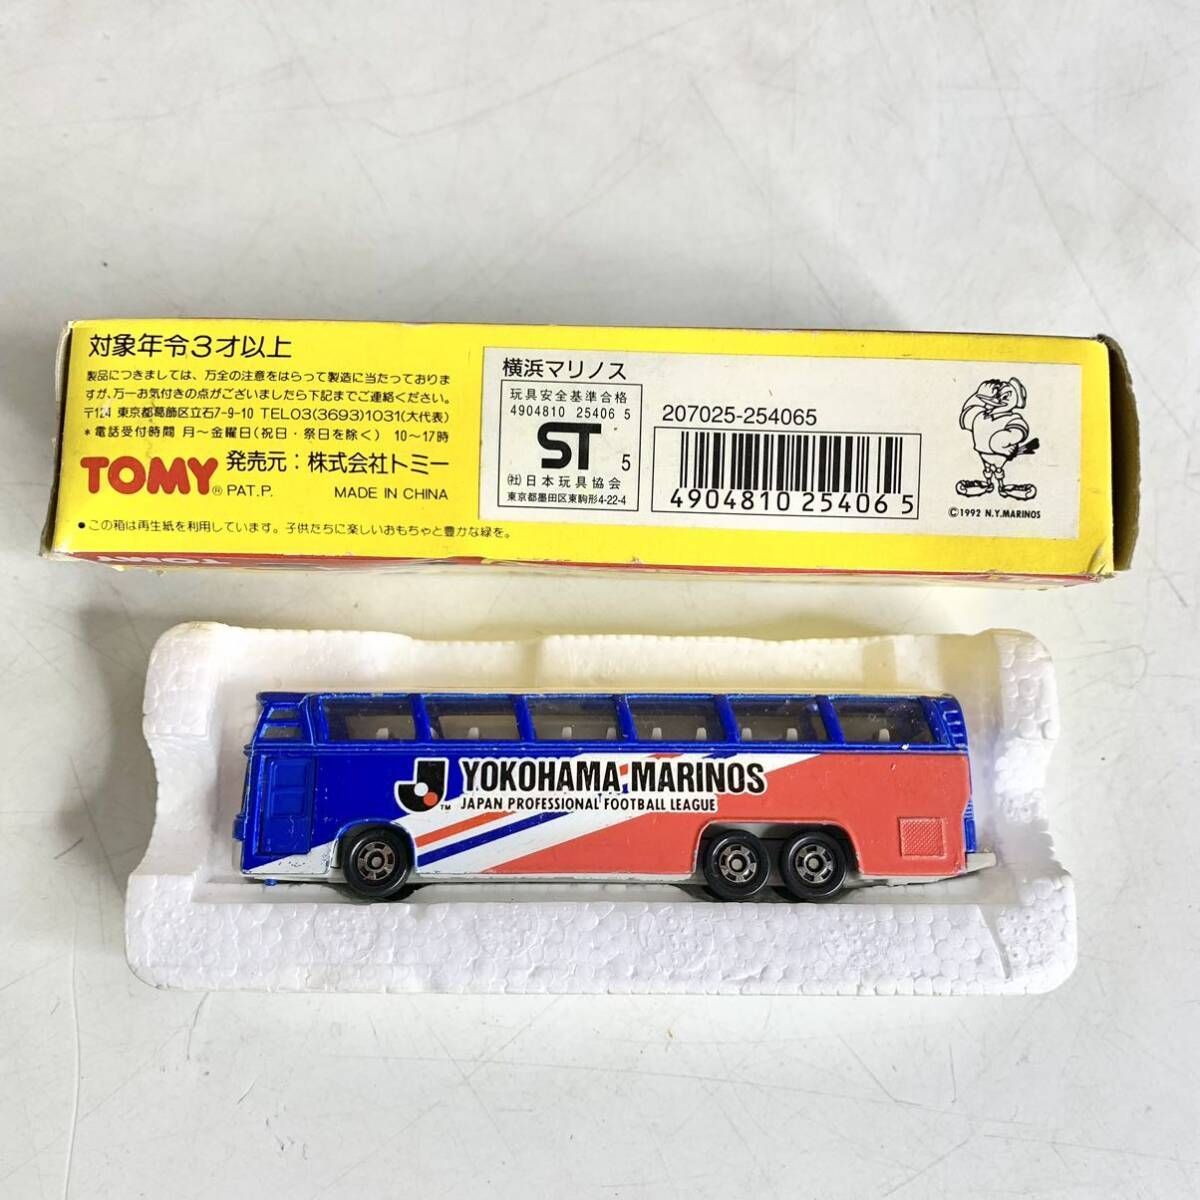 対象年令3才以上
製品につきましては、万全の注意をはらって製造に当たっておりま
すが、万一お気付きの点がございましたら下記までご連絡ください。
〒124 東京都葛飾区立石7-9-10 TEL03(3693)1031(大代表)
*電話受付時間 月～金曜日(祝日・祭日を除く) 10～17時
TOMY® 発売元：株式会社トミー
PAT.P. MADE IN CHINA
●この箱は再生紙を利用しています。子供たちに楽しいおもちゃと豊かな緑を。
横浜マリノス
玩具安全基準合格
4904810 25406 5
ST 5
(社)日本玩具協会
東京都墨田区東駒形4-22-4
207025-254065
4904810254065
©1992 N.Y.MARINOS
TOMY
J™
YOKOHAMA MARINOS
JAPAN PROFESSIONAL FOOTBALL LEAGUE